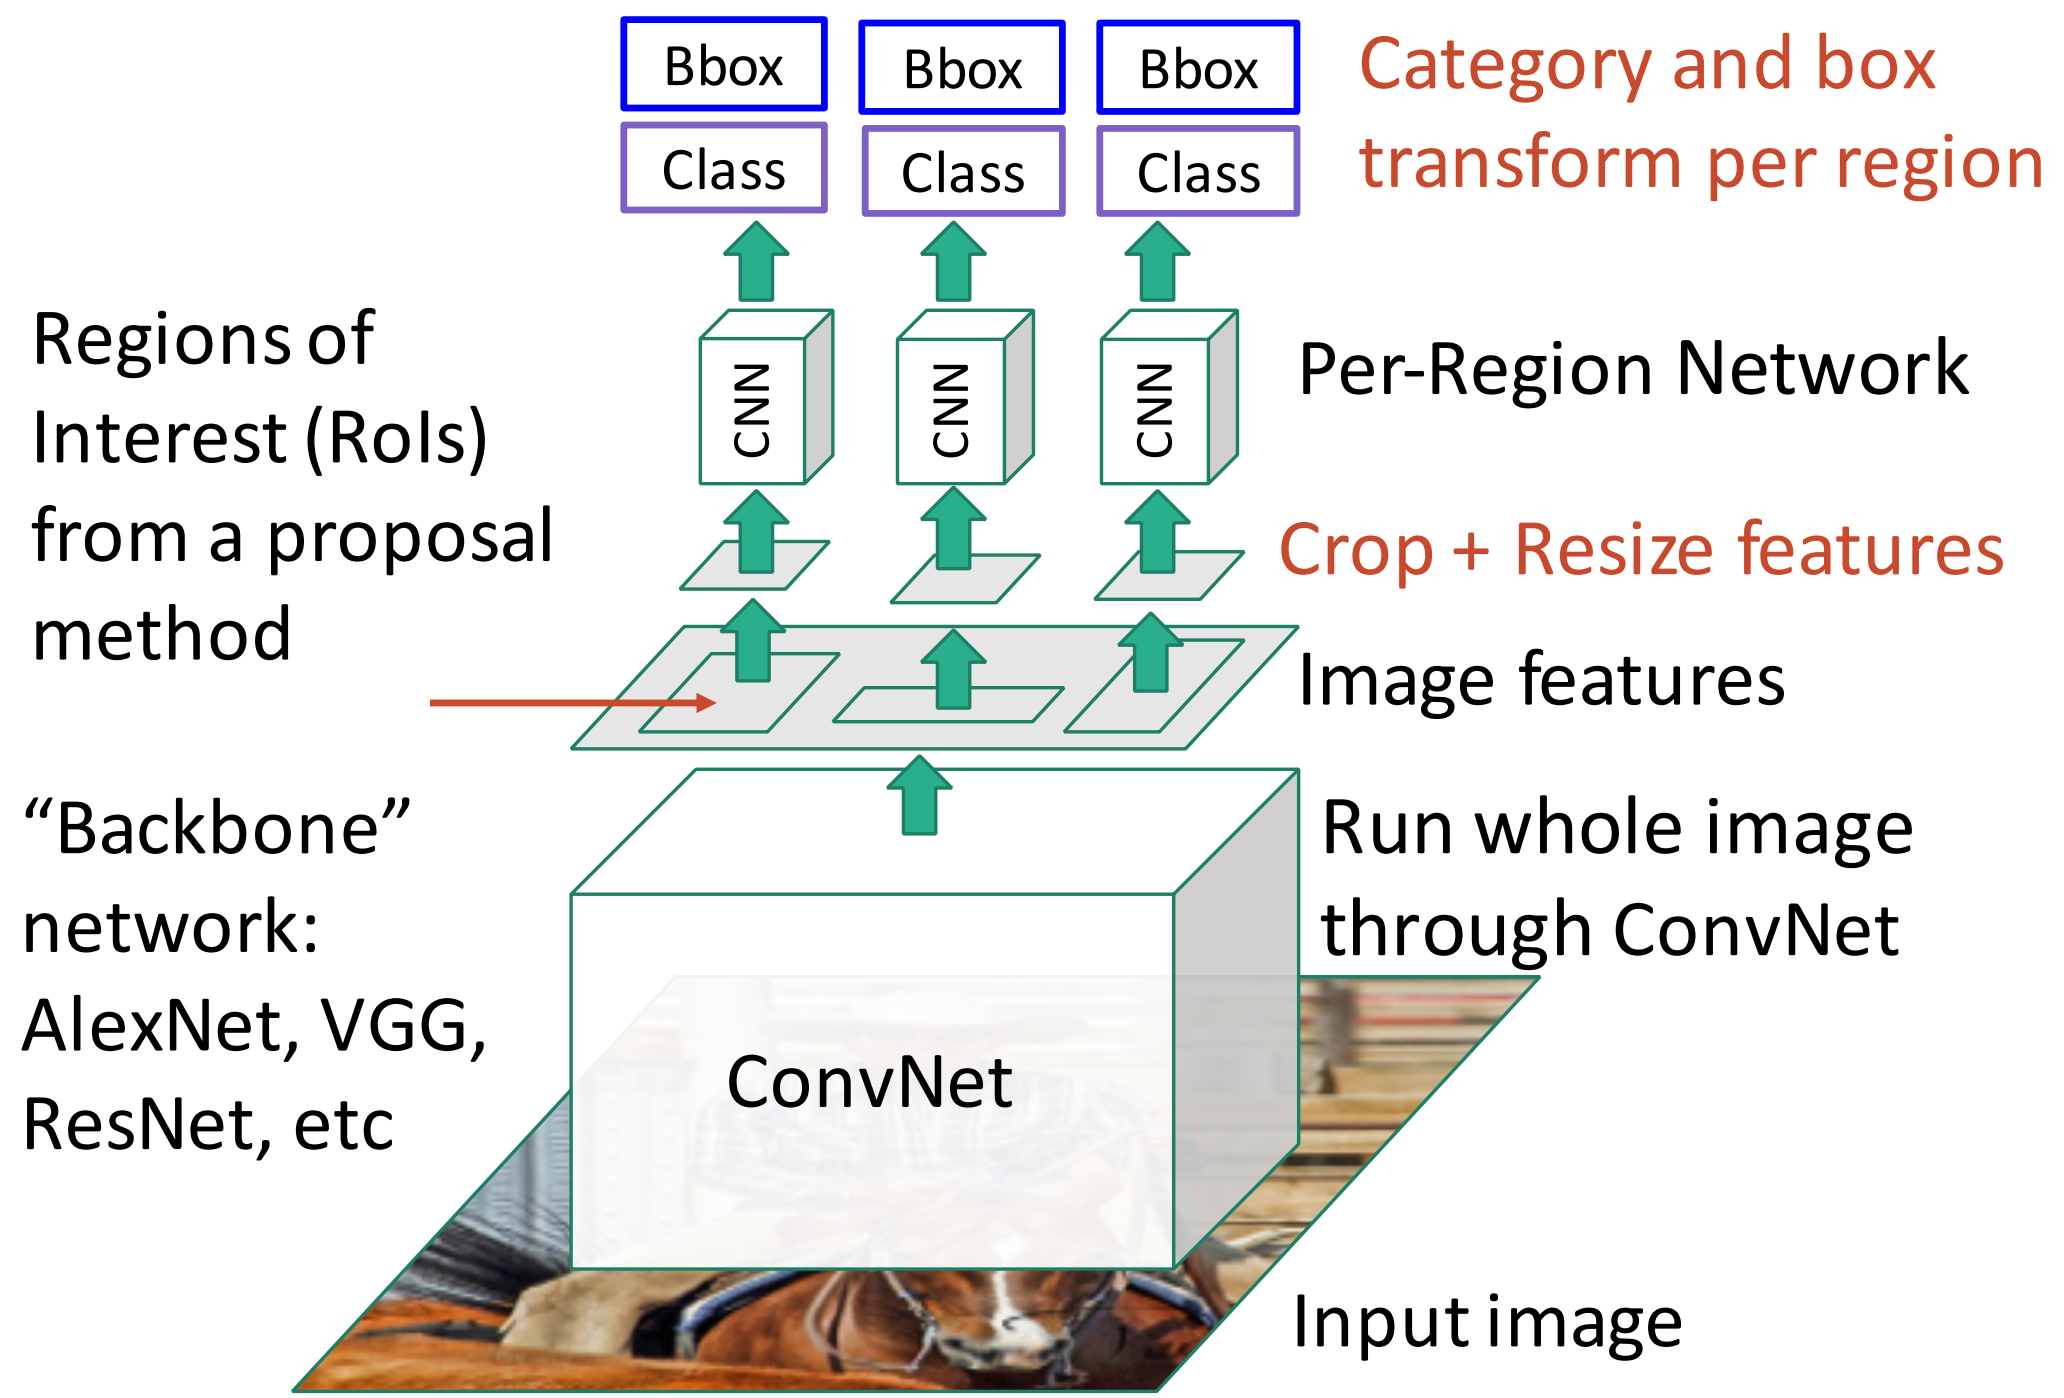 Bbox
Bbox
Bbox
Class
Class
Class
Category and box
transform per region
Regions of
Interest (RoIs)
from a proposal
method
CNN
CNN
CNN
Per-Region Network
Crop + Resize features
Image features
“Backbone”
network:
AlexNet, VGG,
ResNet, etc
Run whole image
through ConvNet
ConvNet
Input image